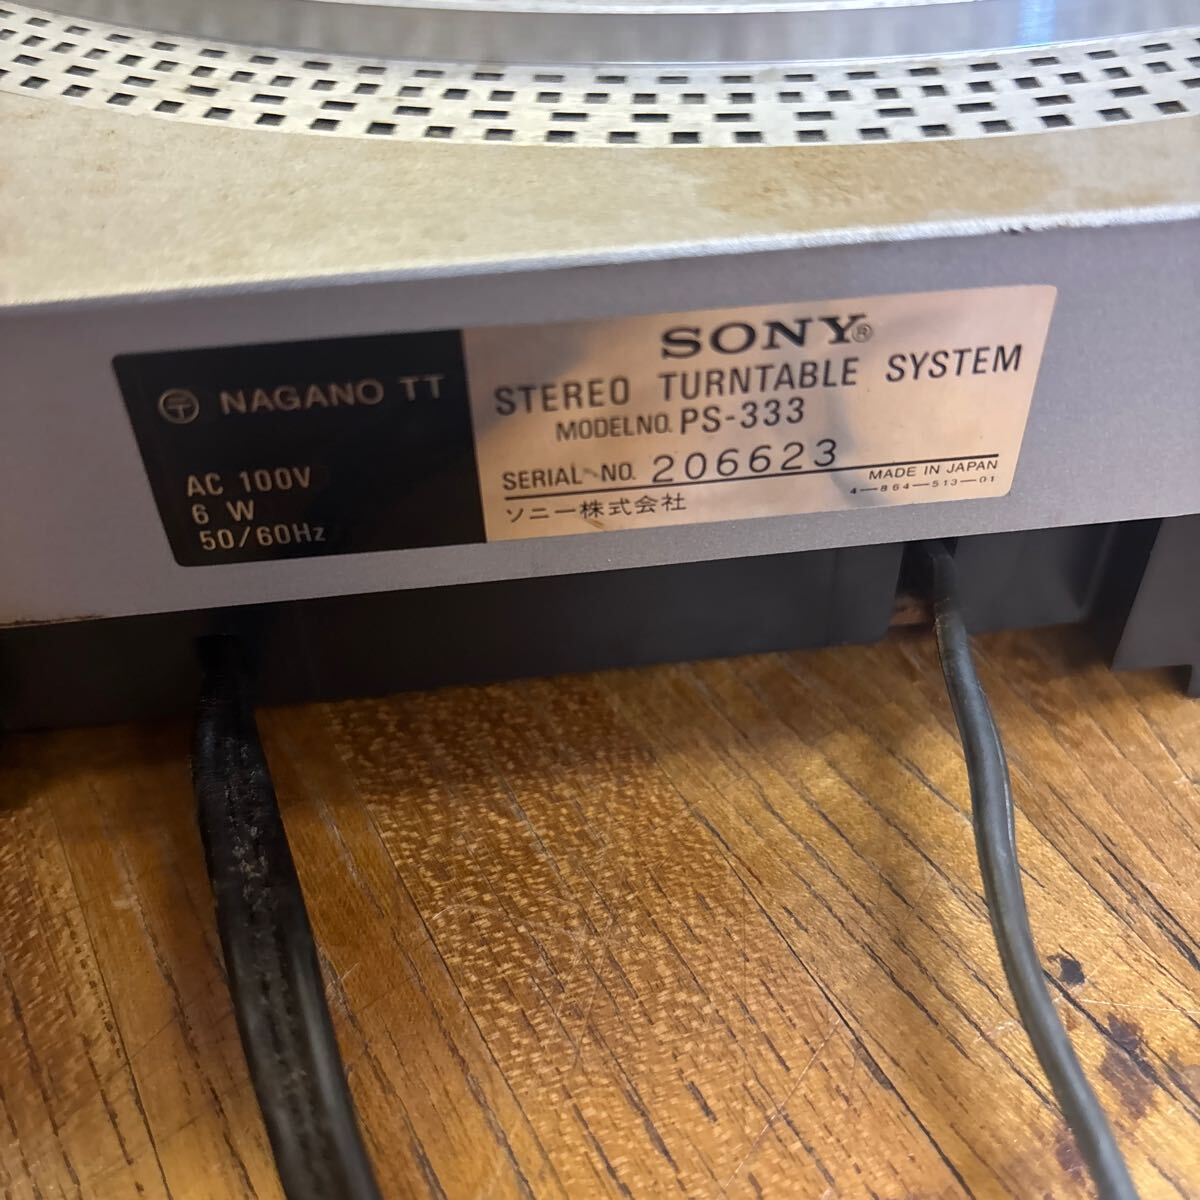 〒 NAGANO TT
AC 100V
6 W
50/60Hz
SONY®
STEREO TURNTABLE SYSTEM
MODEL NO. PS-333
SERIAL NO. 206623
MADE IN JAPAN
4-864-513-01
ソニー株式会社